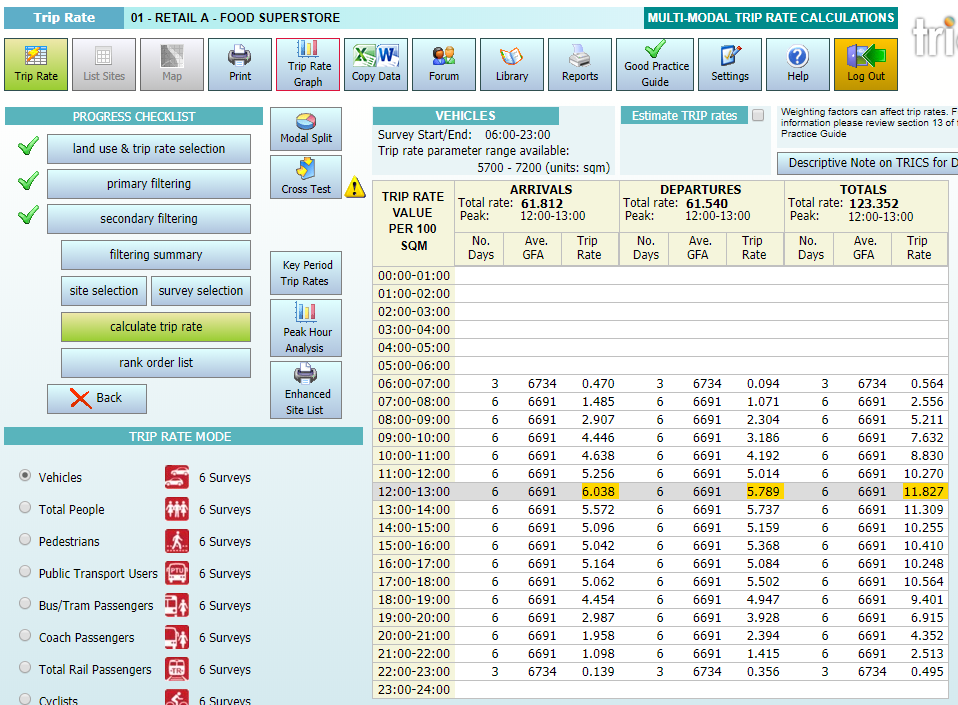 Trip Rate
01 - RETAIL A - FOOD SUPERSTORE
MULTI-MODAL TRIP RATE CALCULATIONS
Trip Rate
List Sites
Map
Print
Trip Rate
Graph
Copy Data
Forum
Library
Reports
Good Practice
Guide
Settings
Help
Log Out
PROGRESS CHECKLIST
land use & trip rate selection
primary filtering
secondary filtering
filtering summary
site selection survey selection
calculate trip rate
rank order list
Back
Modal Split
Cross Test
Key Period
Trip Rates
Peak Hour
Analysis
Enhanced
Site List
TRIP RATE MODE
Vehicles 6 Surveys
Total People 6 Surveys
Pedestrians 6 Surveys
Public Transport Users PTU 6 Surveys
Bus/Tram Passengers 6 Surveys
Coach Passengers 6 Surveys
Total Rail Passengers 6 Surveys
Cyclists 6 Surveys
VEHICLES
Survey Start/End: 06:00-23:00
Trip rate parameter range available:
5700 - 7200 (units: sqm)
Estimate TRIP rates
Weighting factors can affect trip rates. F
information please review section 13 of
Practice Guide
Descriptive Note on TRICS for D
TRIP RATE
VALUE
PER 100
SQM
ARRIVALS DEPARTURES TOTALS
Total rate: 61.812 Total rate: 61.540 Total rate: 123.352
Peak: 12:00-13:00 Peak: 12:00-13:00 Peak: 12:00-13:00
No. Ave. Trip No. Ave. Trip No. Ave. Trip
Days GFA Rate Days GFA Rate Days GFA Rate
00:00-01:00
01:00-02:00
02:00-03:00
03:00-04:00
04:00-05:00
05:00-06:00
06:00-07:00 3 6734 0.470 3 6734 0.094 3 6734 0.564
07:00-08:00 6 6691 1.485 6 6691 1.071 6 6691 2.556
08:00-09:00 6 6691 2.907 6 6691 2.304 6 6691 5.211
09:00-10:00 6 6691 4.446 6 6691 3.186 6 6691 7.632
10:00-11:00 6 6691 4.638 6 6691 4.192 6 6691 8.830
11:00-12:00 6 6691 5.256 6 6691 5.014 6 6691 10.270
12:00-13:00 6 6691 6.038 6 6691 5.789 6 6691 11.827
13:00-14:00 6 6691 5.572 6 6691 5.737 6 6691 11.309
14:00-15:00 6 6691 5.096 6 6691 5.159 6 6691 10.255
15:00-16:00 6 6691 5.042 6 6691 5.368 6 6691 10.410
16:00-17:00 6 6691 5.164 6 6691 5.084 6 6691 10.248
17:00-18:00 6 6691 5.062 6 6691 5.502 6 6691 10.564
18:00-19:00 6 6691 4.454 6 6691 4.947 6 6691 9.401
19:00-20:00 6 6691 2.987 6 6691 3.928 6 6691 6.915
20:00-21:00 6 6691 1.958 6 6691 2.394 6 6691 4.352
21:00-22:00 6 6691 1.098 6 6691 1.415 6 6691 2.513
22:00-23:00 3 6734 0.139 3 6734 0.356 3 6734 0.495
23:00-24:00